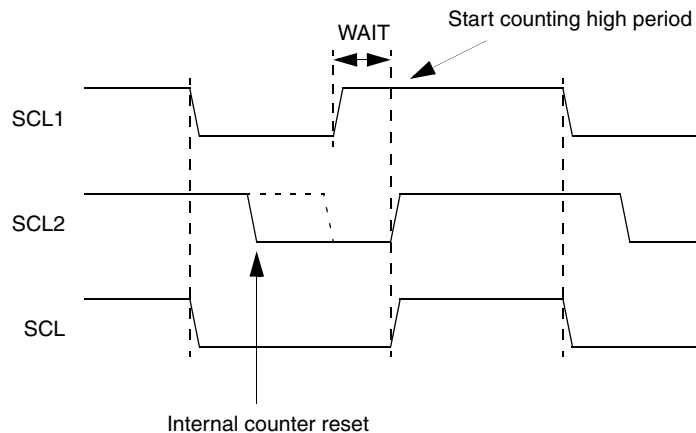 Start counting high period
WAIT
SCL1
SCL2
SCL
Internal counter reset